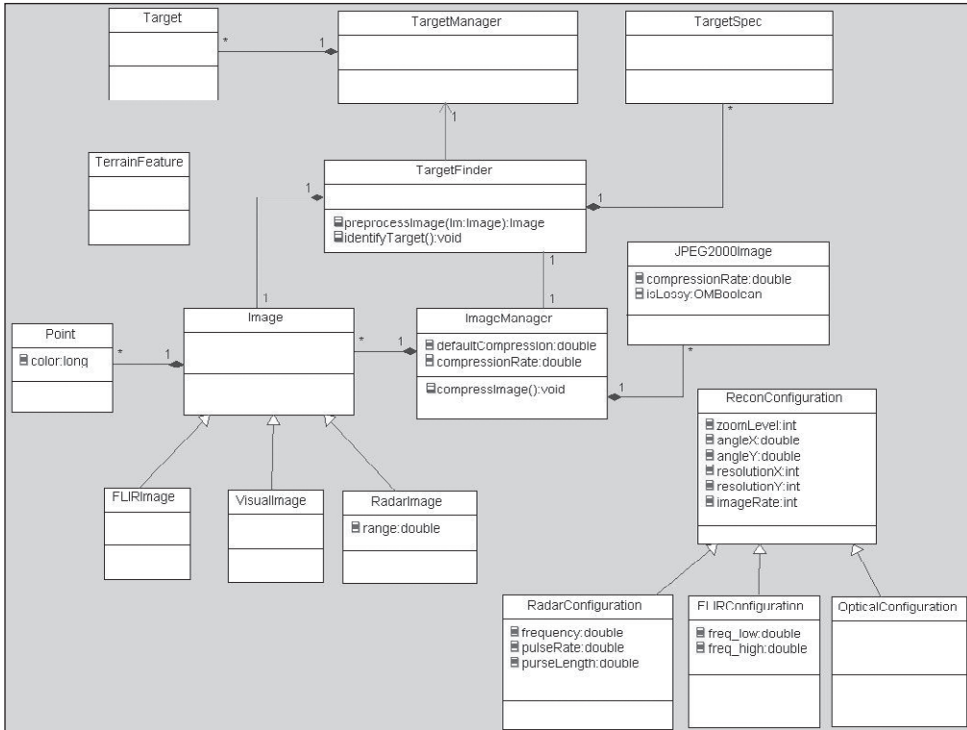 Target
TargetManager
TargetSpec
*
1
1
*
TerrainFeature
TargetFinder
1
1
preprocessImage(Im:Image):Image
identifyTarget():void
1
JPEG2000Image
compressionRate:double
isLossy:OMBoolean
1
1
Image
ImageManager
Point
color:long
*
1
*
1
defaultCompression:double
compressionRate:double
compressImage():void
1
*
ReconConfiguration
zoomLevel:int
angleX:double
angleY:double
resolutionX:int
resolutionY:int
imageRate:int
FLIRImage
VisualImage
RadarImage
range:double
RadarConfiguration
frequency:double
pulseRate:double
purseLength:double
FLIRConfiguration
freq_low:double
freq_high:double
OpticalConfiguration